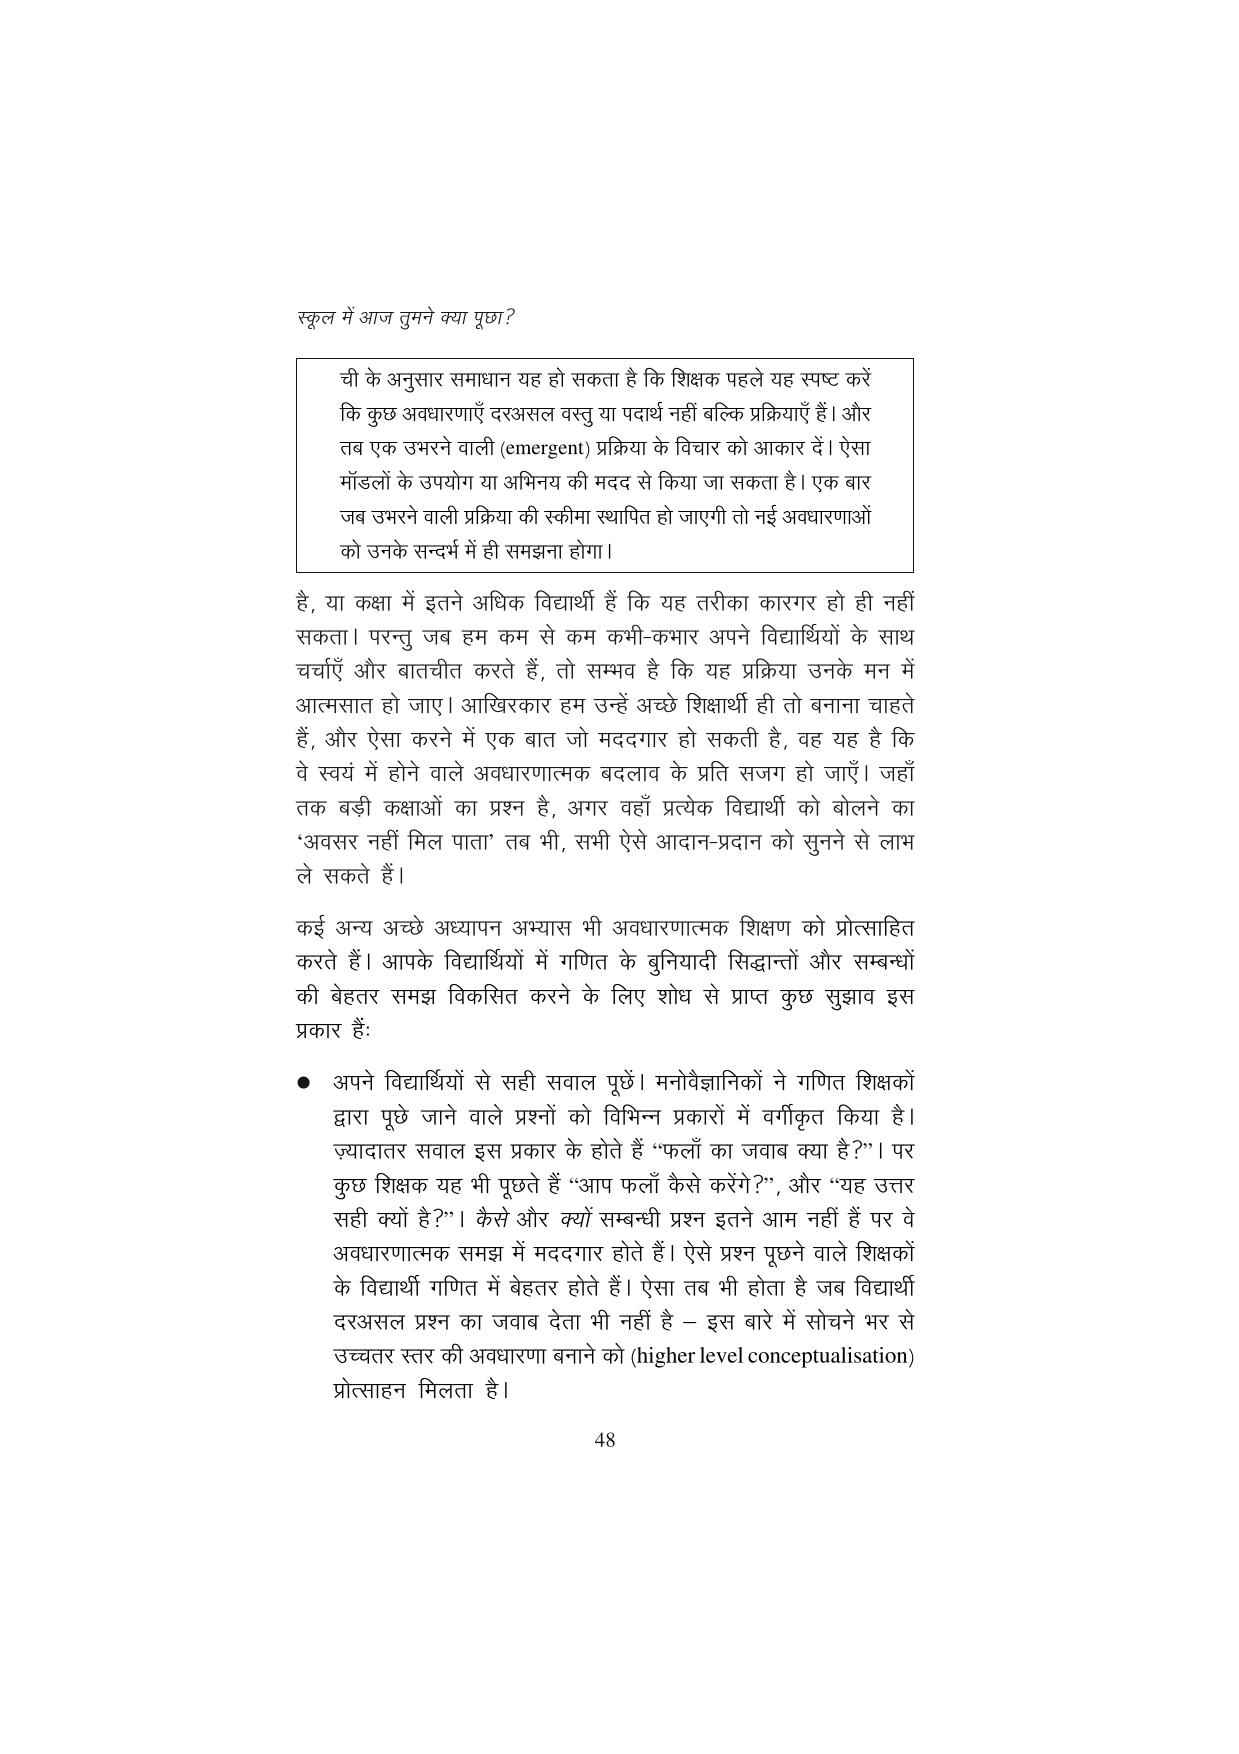 स्कूल में आज तुमने क्या पूछा?
ची के अनुसार समाधान यह हो सकता है कि शिक्षक पहले यह स्पष्ट करें
कि कुछ अवधारणाएँ दरअसल वस्तु या पदार्थ नहीं बल्कि प्रक्रियाएँ हैं। और
तब एक उभरने वाली (emergent) प्रक्रिया के विचार को आकार दें। ऐसा
मॉडलों के उपयोग या अभिनय की मदद से किया जा सकता है। एक बार
जब उभरने वाली प्रक्रिया की स्कीमा स्थापित हो जाएगी तो नई अवधारणाओं
को उनके सन्दर्भ में ही समझना होगा।
है, या कक्षा में इतने अधिक विद्यार्थी हैं कि यह तरीका कारगर हो ही नहीं
सकता। परन्तु जब हम कम से कम कभी-कभार अपने विद्यार्थियों के साथ
चर्चाएँ और बातचीत करते हैं, तो सम्भव है कि यह प्रक्रिया उनके मन में
आत्मसात हो जाए। आखिरकार हम उन्हें अच्छे शिक्षार्थी ही तो बनाना चाहते
हैं, और ऐसा करने में एक बात जो मददगार हो सकती है, वह यह है कि
वे स्वयं में होने वाले अवधारणात्मक बदलाव के प्रति सजग हो जाएँ। जहाँ
तक बड़ी कक्षाओं का प्रश्न है, अगर वहाँ प्रत्येक विद्यार्थी को बोलने का
‘अवसर नहीं मिल पाता’ तब भी, सभी ऐसे आदान-प्रदान को सुनने से लाभ
ले सकते हैं।
कई अन्य अच्छे अध्यापन अभ्यास भी अवधारणात्मक शिक्षण को प्रोत्साहित
करते हैं। आपके विद्यार्थियों में गणित के बुनियादी सिद्धान्तों और सम्बन्धों
की बेहतर समझ विकसित करने के लिए शोध से प्राप्त कुछ सुझाव इस
प्रकार हैंः
● अपने विद्यार्थियों से सही सवाल पूछें। मनोवैज्ञानिकों ने गणित शिक्षकों
द्वारा पूछे जाने वाले प्रश्नों को विभिन्न प्रकारों में वर्गीकृत किया है।
ज़्यादातर सवाल इस प्रकार के होते हैं “फलाँ का जवाब क्या है?”। पर
कुछ शिक्षक यह भी पूछते हैं “आप फलाँ कैसे करेंगे?”, और “यह उत्तर
सही क्यों है?”। कैसे और क्यों सम्बन्धी प्रश्न इतने आम नहीं हैं पर वे
अवधारणात्मक समझ में मददगार होते हैं। ऐसे प्रश्न पूछने वाले शिक्षकों
के विद्यार्थी गणित में बेहतर होते हैं। ऐसा तब भी होता है जब विद्यार्थी
दरअसल प्रश्न का जवाब देता भी नहीं है – इस बारे में सोचने भर से
उच्चतर स्तर की अवधारणा बनाने को (higher level conceptualisation)
प्रोत्साहन मिलता है।
48